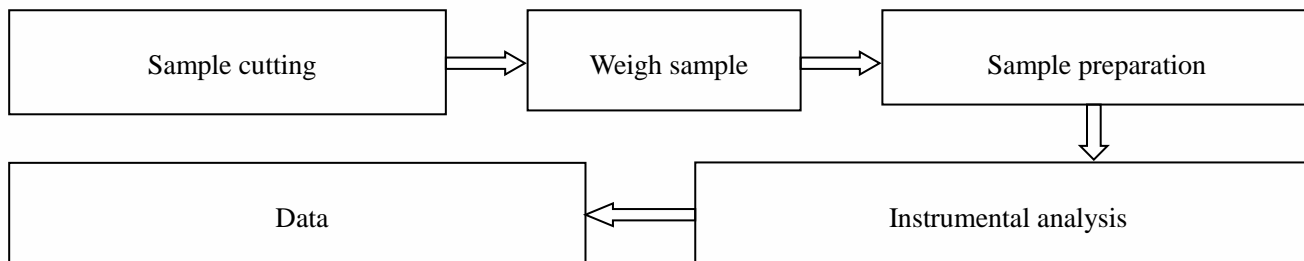 Sample cutting
Weigh sample
Sample preparation
Instrumental analysis
Data